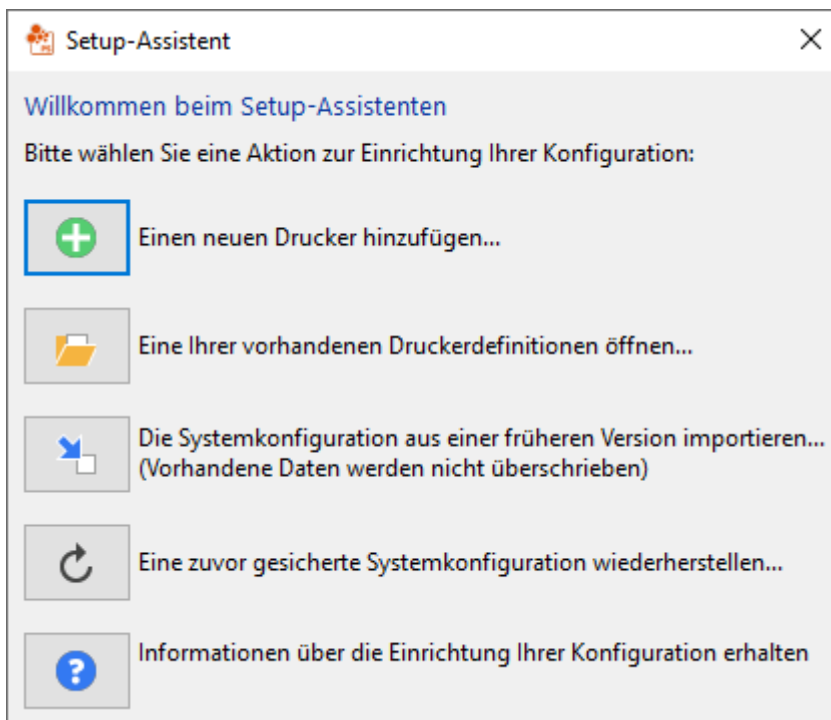 Setup-Assistent
Willkommen beim Setup-Assistenten
Bitte wählen Sie eine Aktion zur Einrichtung Ihrer Konfiguration:
Einen neuen Drucker hinzufügen...
Eine Ihrer vorhandenen Druckerdefinitionen öffnen...
Die Systemkonfiguration aus einer früheren Version importieren...
(Vorhandene Daten werden nicht überschrieben)
Eine zuvor gesicherte Systemkonfiguration wiederherstellen...
Informationen über die Einrichtung Ihrer Konfiguration erhalten